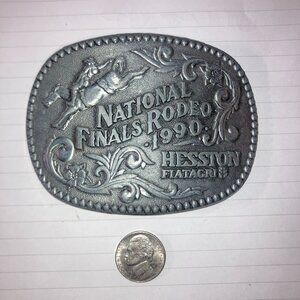 NATIONAL
FINALS RODEO
·1990·
HESSTON
FIATAGRI